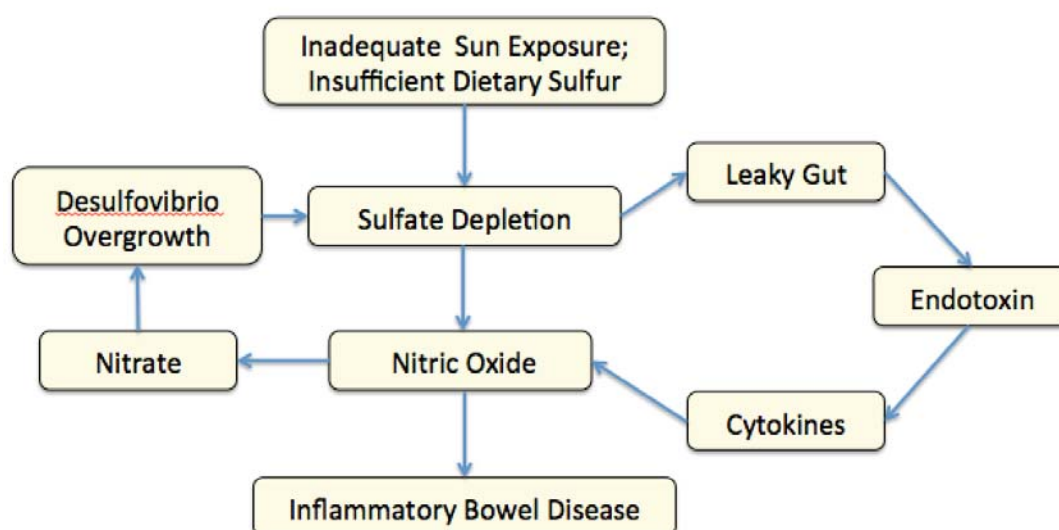 Inadequate Sun Exposure;
Insufficient Dietary Sulfur
Leaky Gut
Desulfovibrio
Overgrowth
Sulfate Depletion
Endotoxin
Nitrate
Nitric Oxide
Cytokines
Inflammatory Bowel Disease